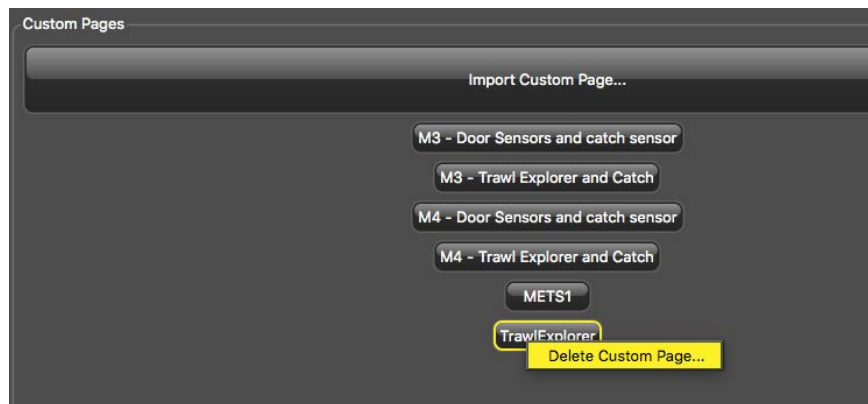 Custom Pages
Import Custom Page...
M3 - Door Sensors and catch sensor
M3 - Trawl Explorer and Catch
M4 - Door Sensors and catch sensor
M4 - Trawl Explorer and Catch
METS1
TrawlExplorer
Delete Custom Page...